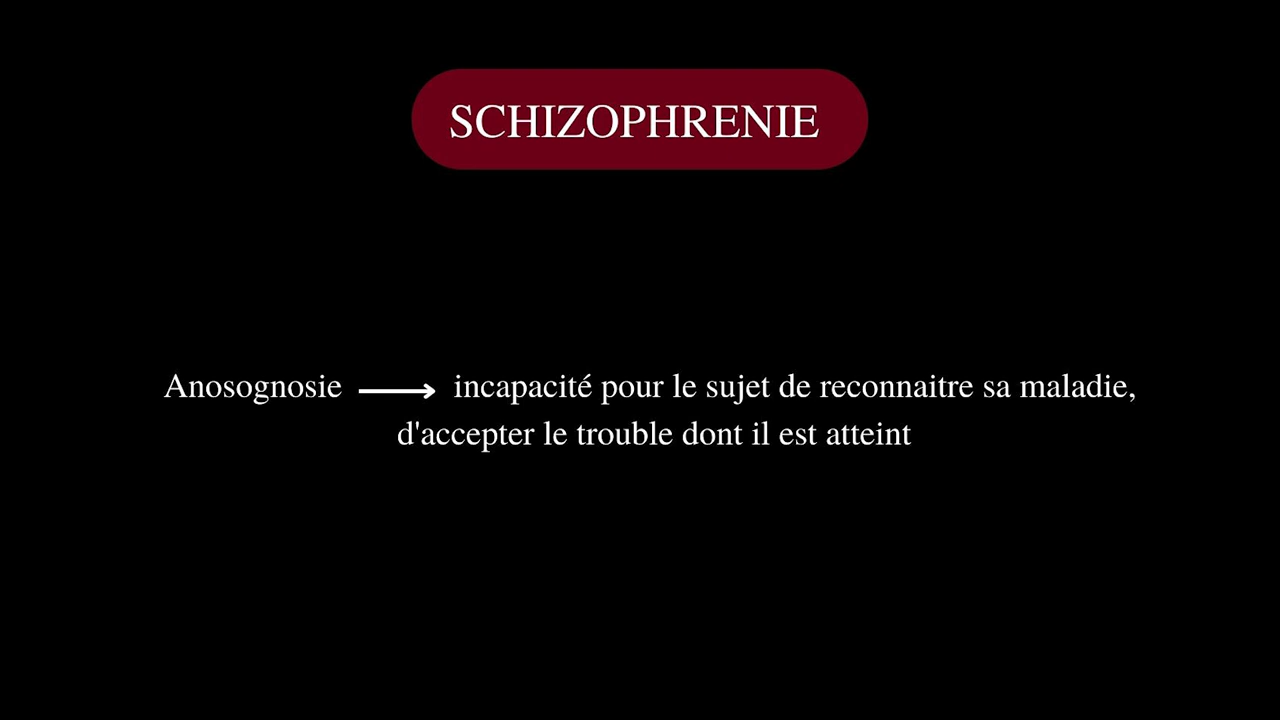 SCHIZOPHRENIE
Anosognosie ⟶ incapacité pour le sujet de reconnaitre sa maladie,
d'accepter le trouble dont il est atteint